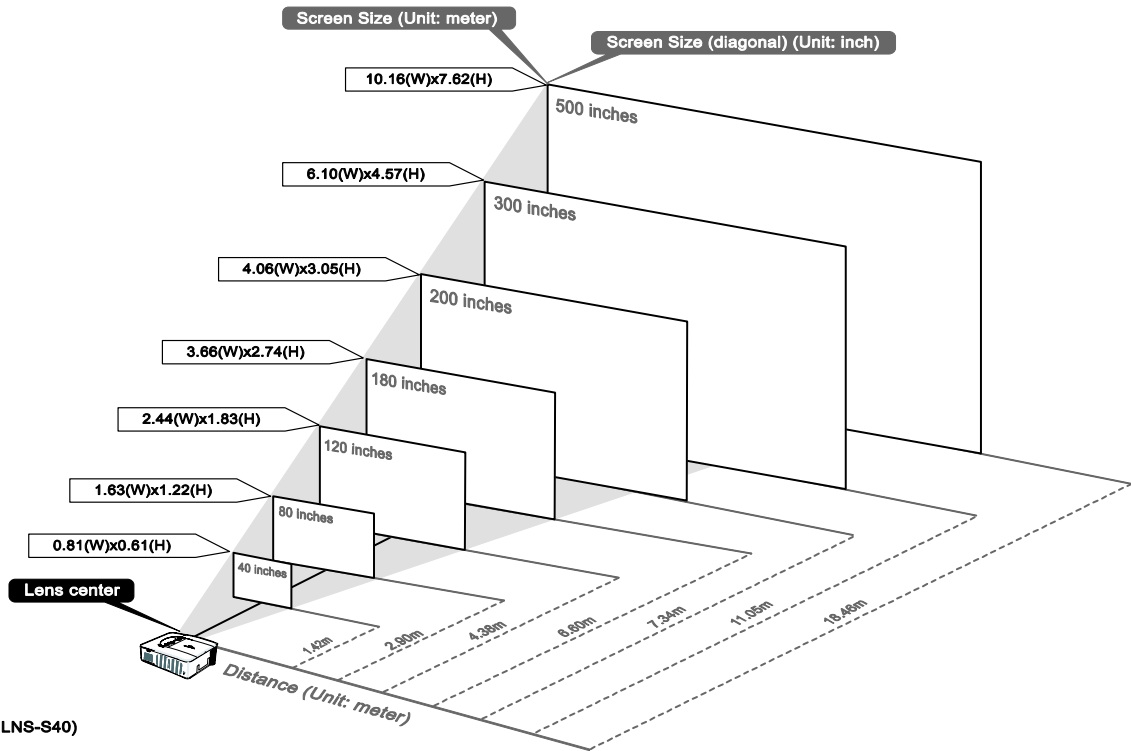 Screen Size (Unit: meter)
Screen Size (diagonal) (Unit: inch)
10.16(W)x7.62(H)
500 inches
6.10(W)x4.57(H)
300 inches
4.06(W)x3.05(H)
200 inches
3.66(W)x2.74(H)
180 inches
2.44(W)x1.83(H)
120 inches
1.63(W)x1.22(H)
80 inches
0.81(W)x0.61(H)
40 inches
Lens center
1.42m
2.90m
4.38m
6.60m
7.34m
11.05m
18.46m
Distance (Unit: meter)
LNS-S40)